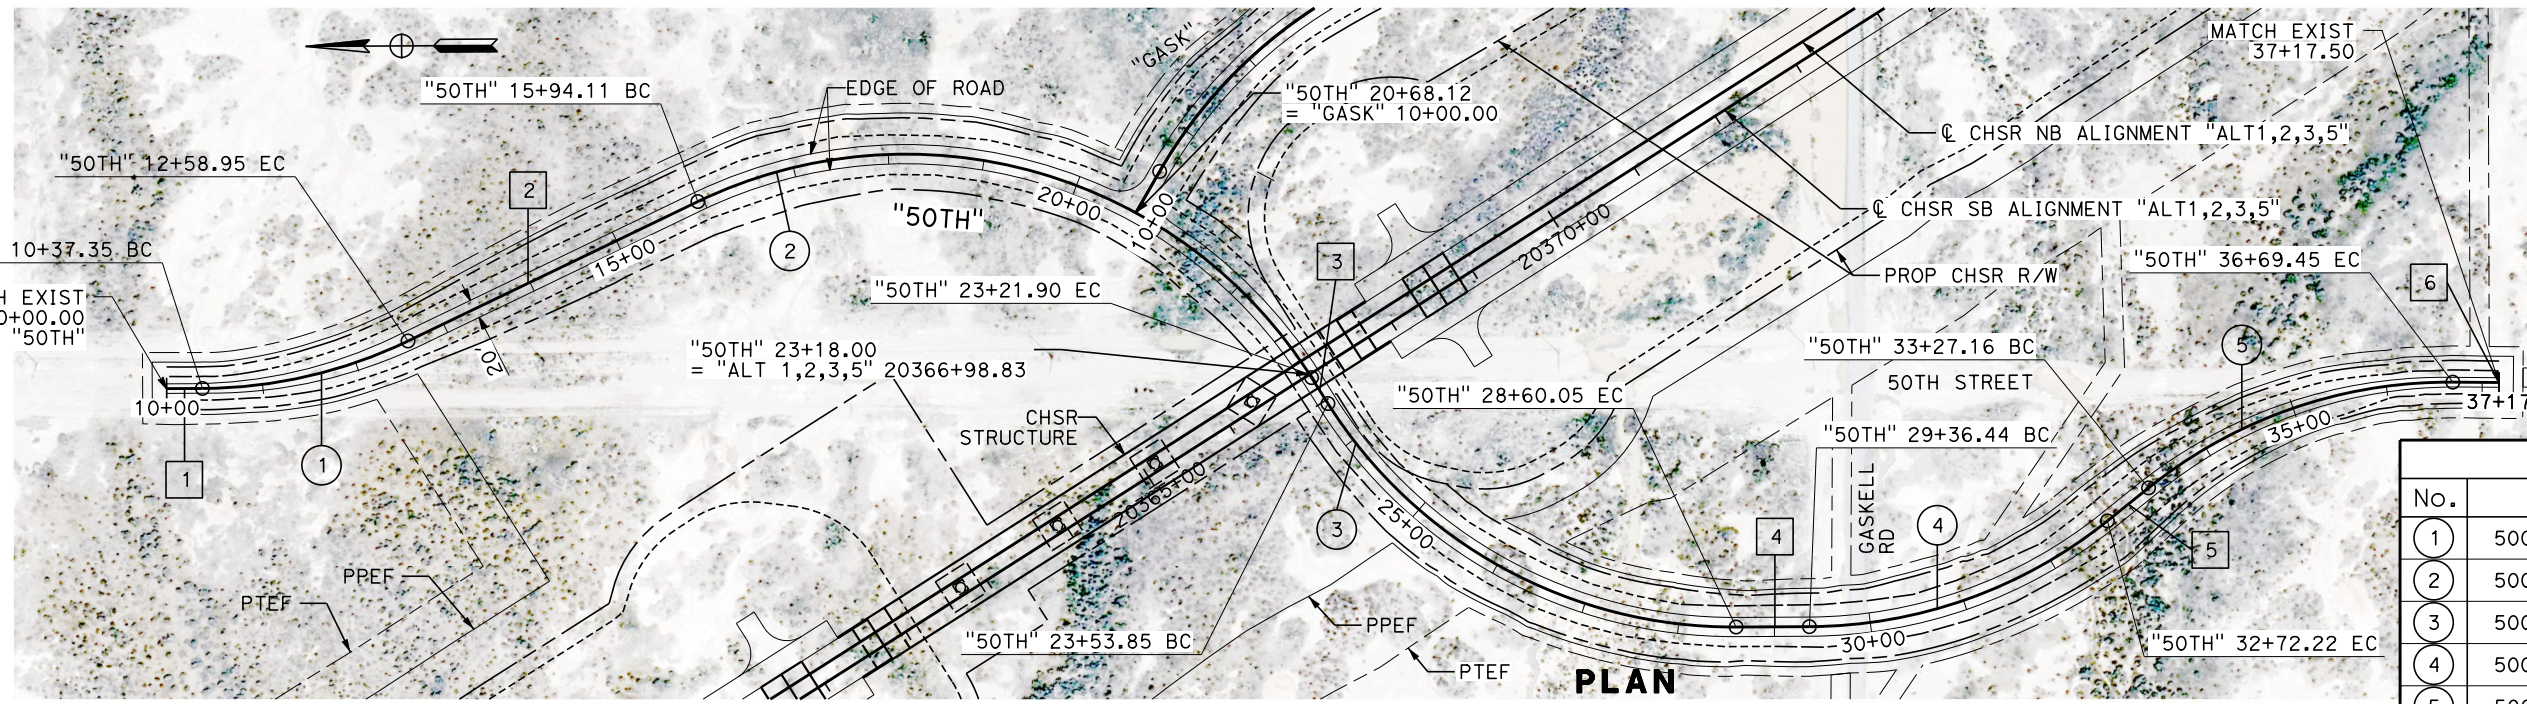 "GASK"
MATCH EXIST
37+17.50
"50TH" 15+94.11 BC
EDGE OF ROAD
"50TH" 20+68.12
= "GASK" 10+00.00
℄ CHSR NB ALIGNMENT "ALT1,2,3,5"
"50TH" 12+58.95 EC
2
20+00
"50TH"
10+00
15+00
2
℄ CHSR SB ALIGNMENT "ALT1,2,3,5"
20370+00
10+37.35 BC
3
"50TH" 36+69.45 EC
PROP CHSR R/W
6
H EXIST
0+00.00
"50TH"
"50TH" 23+21.90 EC
20'
"50TH" 23+18.00
= "ALT 1,2,3,5" 20366+98.83
"50TH" 33+27.16 BC
5
50TH STREET
"50TH" 28+60.05 EC
10+00
37+17
CHSR
STRUCTURE
"50TH" 29+36.44 BC
35+00
1
1
20365+00
3
25+00
4
GASKELL
RD
4
5
No.
1 500
2 500
3 500
4 500
5 500
PPEF
PTEF
"50TH" 23+53.85 BC
PPEF
PTEF
30+00
"50TH" 32+72.22 EC
PLAN